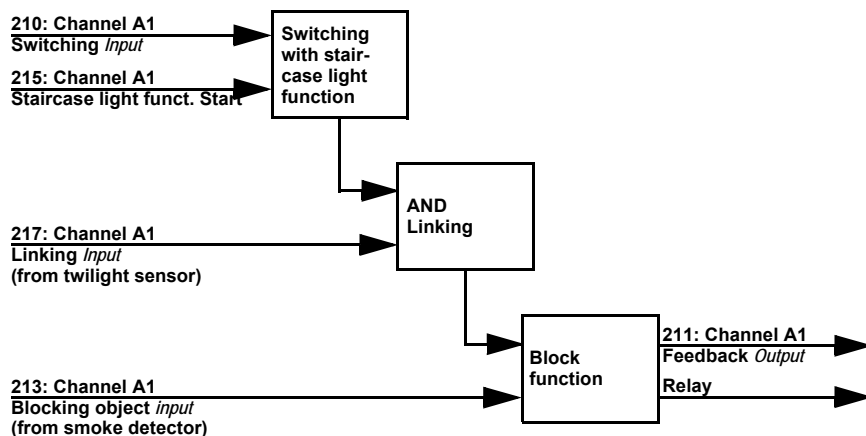 210: Channel A1
Switching Input
215: Channel A1
Staircase light funct. Start
Switching
with stair-
case light
function
217: Channel A1
Linking Input
(from twilight sensor)
AND
Linking
213: Channel A1
Blocking object input
(from smoke detector)
Block
function
211: Channel A1
Feedback Output
Relay